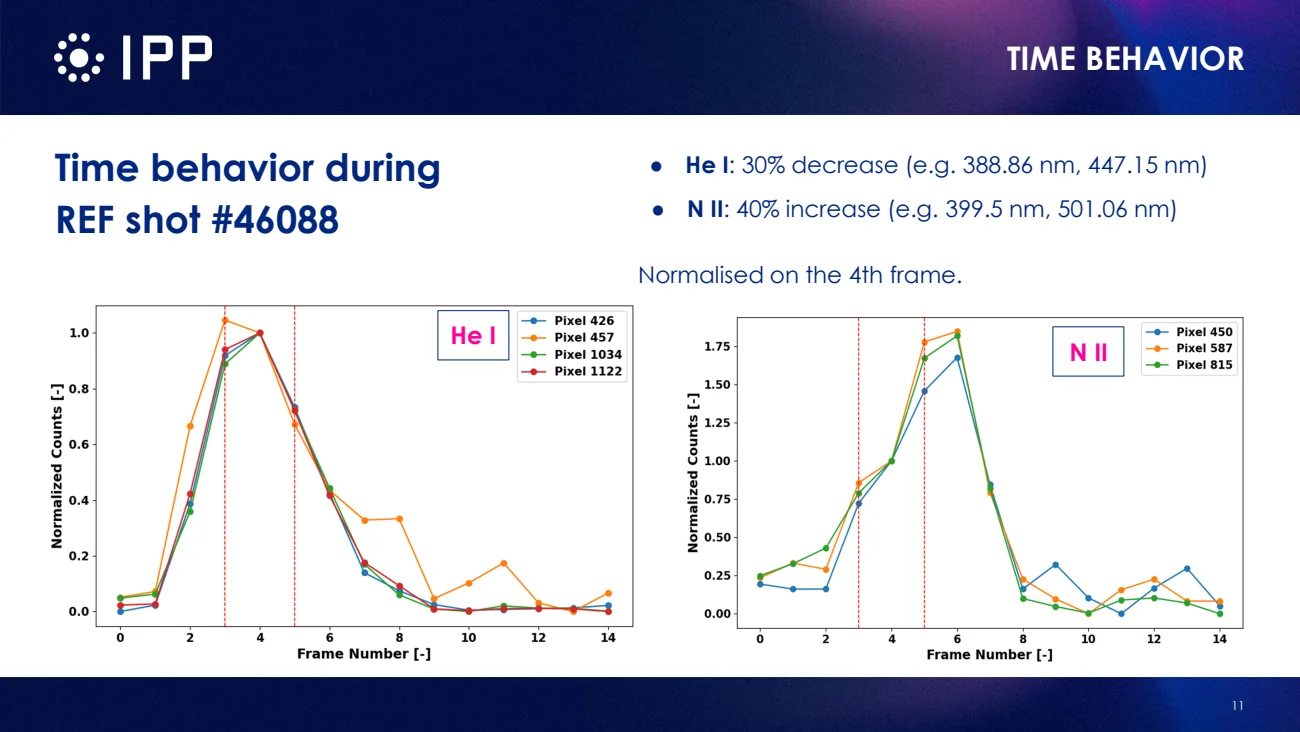 IPP
TIME BEHAVIOR
Time behavior during
REF shot #46088
● He I: 30% decrease (e.g. 388.86 nm, 447.15 nm)
● N II: 40% increase (e.g. 399.5 nm, 501.06 nm)
Normalised on the 4th frame.
He I
Pixel 426
Pixel 457
Pixel 1034
Pixel 1122
1.0
0.8
0.6
0.4
0.2
0.0
Normalized Counts [-]
0 2 4 6 8 10 12 14
Frame Number [-]
N II
Pixel 450
Pixel 587
Pixel 815
1.75
1.50
1.25
1.00
0.75
0.50
0.25
0.00
Normalized Counts [-]
0 2 4 6 8 10 12 14
Frame Number [-]
11